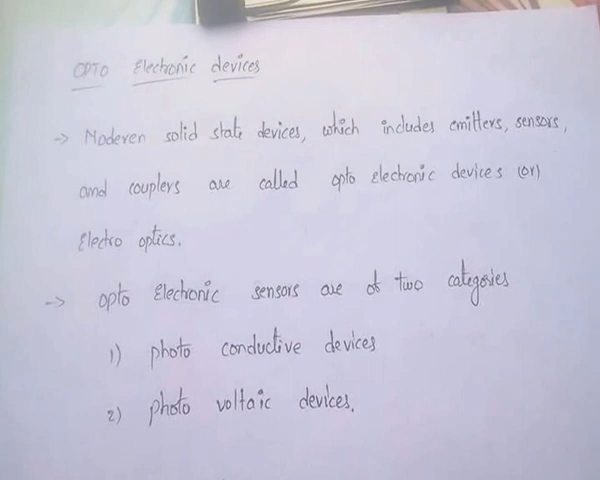 OPTO Electronic devices
→ Moderen solid state devices, which includes emitters, sensors,
and couplers are called opto electronic devices (or)
Electro optics.
→ opto Electronic sensors are of two categories
1) photo conductive devices
2) photo voltaic devices.